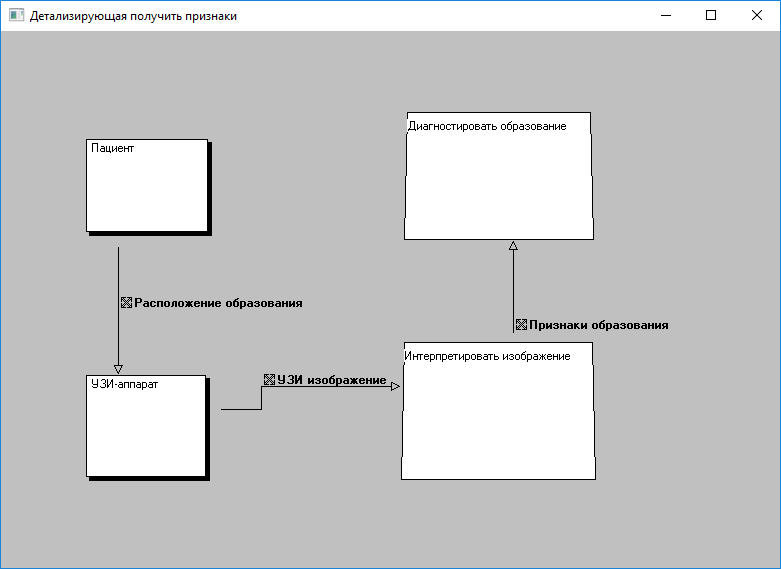 Детализирующая получить признаки
Диагностировать образование
Пациент
Расположение образования
Признаки образования
Интерпретировать изображение
УЗИ изображение
УЗИ-аппарат